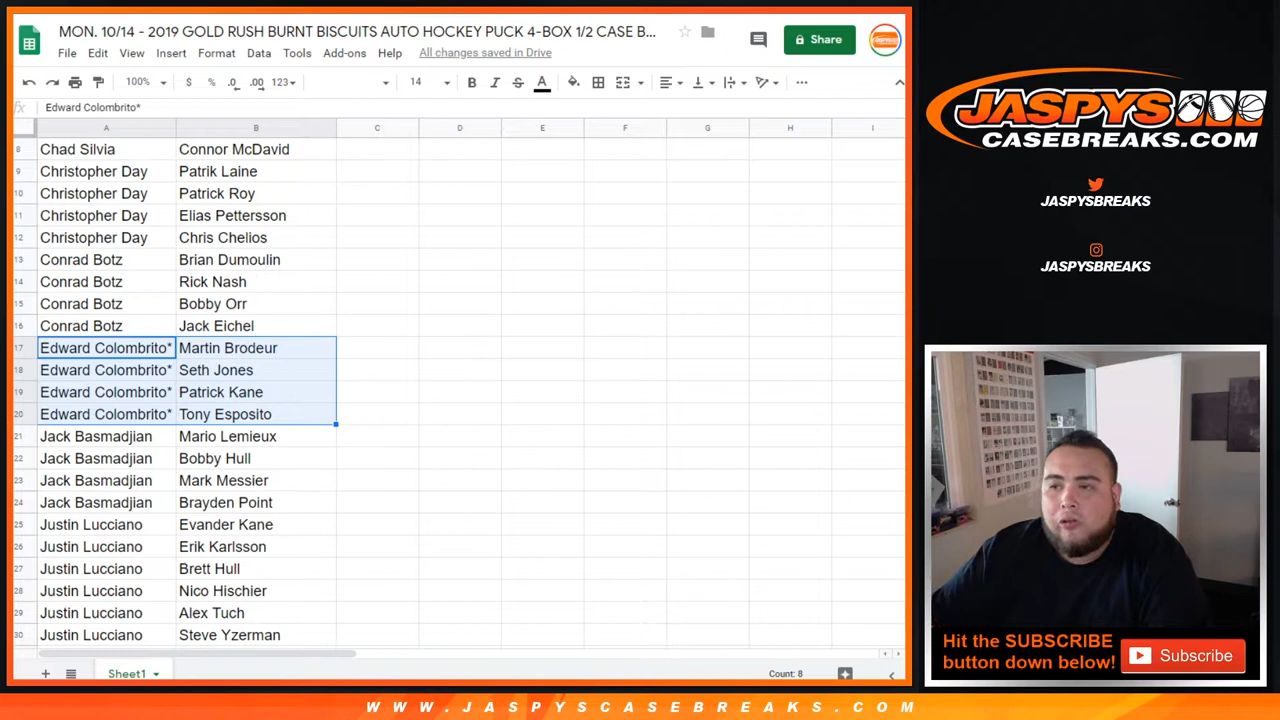 MON. 10/14 - 2019 GOLD RUSH BURNT BISCUITS AUTO HOCKEY PUCK 4-BOX 1/2 CASE B...
Share
File Edit View Insert Format Data Tools Add-ons Help All changes saved in Drive
100% $ % .0 .00 123 14 B I S A
fx Edward Colombrito*
A B C D E F G H I
8 Chad Silvia Connor McDavid
9 Christopher Day Patrik Laine
10 Christopher Day Patrick Roy
11 Christopher Day Elias Pettersson
12 Christopher Day Chris Chelios
13 Conrad Botz Brian Dumoulin
14 Conrad Botz Rick Nash
15 Conrad Botz Bobby Orr
16 Conrad Botz Jack Eichel
17 Edward Colombrito* Martin Brodeur
18 Edward Colombrito* Seth Jones
19 Edward Colombrito* Patrick Kane
20 Edward Colombrito* Tony Esposito
21 Jack Basmadjian Mario Lemieux
22 Jack Basmadjian Bobby Hull
23 Jack Basmadjian Mark Messier
24 Jack Basmadjian Brayden Point
25 Justin Lucciano Evander Kane
26 Justin Lucciano Erik Karlsson
27 Justin Lucciano Brett Hull
28 Justin Lucciano Nico Hischier
29 Justin Lucciano Alex Tuch
30 Justin Lucciano Steve Yzerman
Sheet1
Count: 8
JASPYS
CASEBREAKS.COM
JASPYSBREAKS
JASPYSBREAKS
Hit the SUBSCRIBE
button down below!
Subscribe
WWW.JASPYSCASEBREAKS.COM